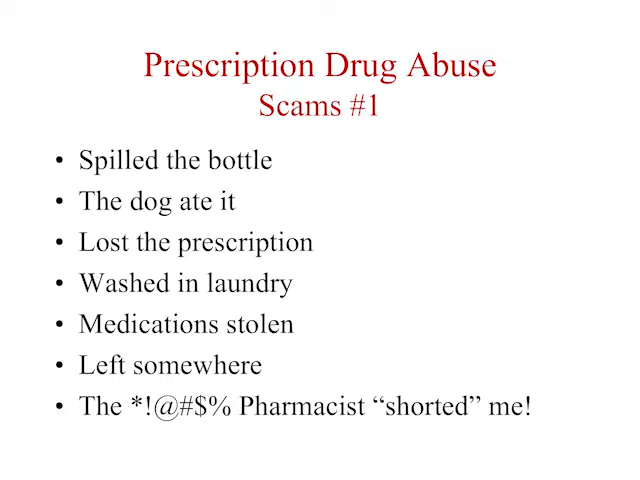 Prescription Drug Abuse
Scams #1
• Spilled the bottle
• The dog ate it
• Lost the prescription
• Washed in laundry
• Medications stolen
• Left somewhere
• The *!@#$% Pharmacist “shorted” me!